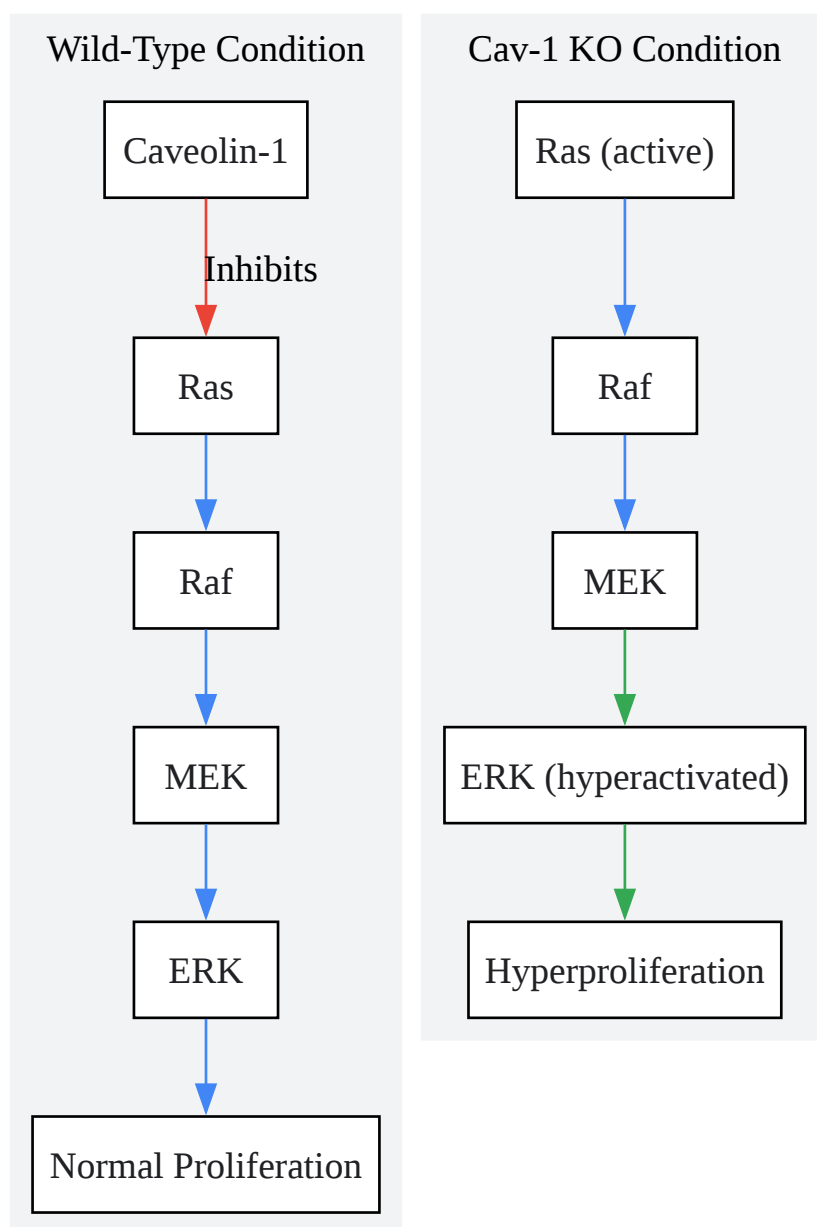 Wild-Type Condition
Caveolin-1
Inhibits
Ras
Raf
MEK
ERK
Normal Proliferation
Cav-1 KO Condition
Ras (active)
Raf
MEK
ERK (hyperactivated)
Hyperproliferation